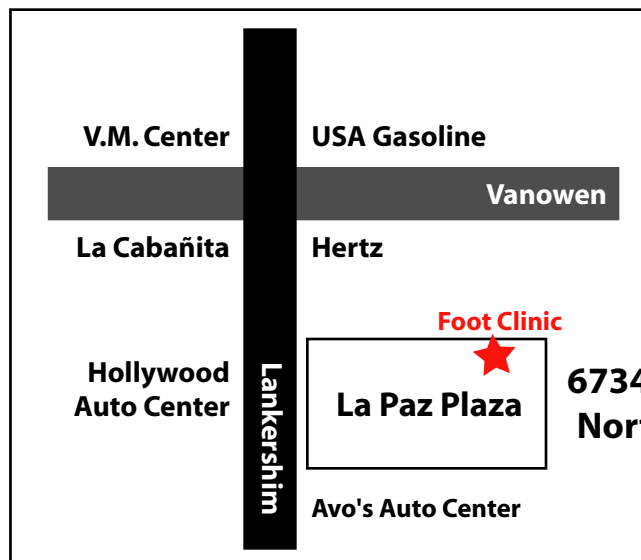 V.M. Center
USA Gasoline
Vanowen
La Cabañita
Hertz
Foot Clinic
Hollywood
Auto Center
Lankershim
La Paz Plaza
6734
Avo's Auto Center